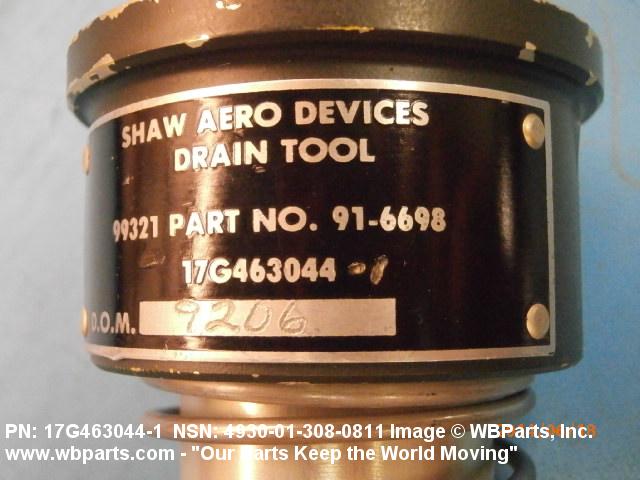 SHAW AERO DEVICES
DRAIN TOOL
99321 PART NO. 91-6698
17G463044 -1
D.O.M. 9206
PN: 17G463044-1 NSN: 4930-01-308-0811 Image © WBParts, Inc.
www.wbparts.com - "Our Parts Keep the World Moving"